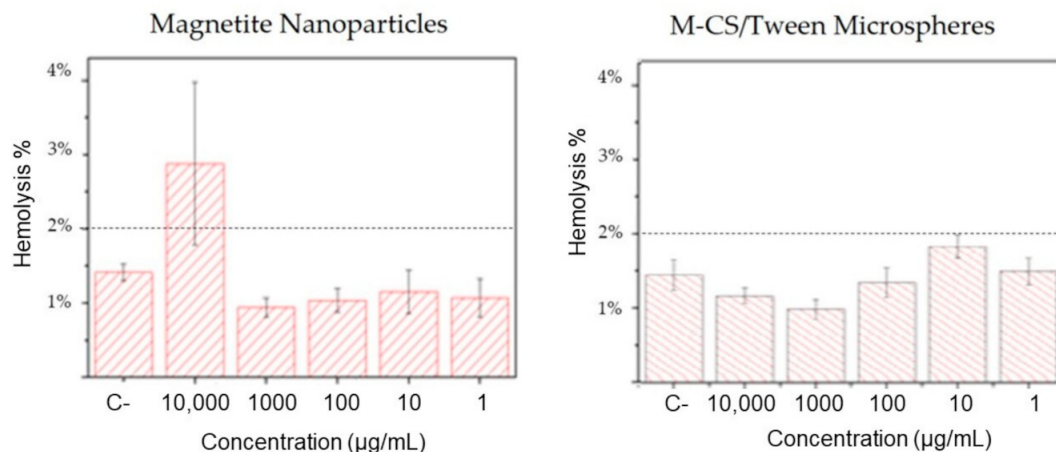 Magnetite Nanoparticles
4%
3%
2%
1%
Hemolysis %
C- 10,000 1000 100 10 1
Concentration (µg/mL)
M-CS/Tween Microspheres
4%
3%
2%
1%
Hemolysis %
C- 10,000 1000 100 10 1
Concentration (µg/mL)